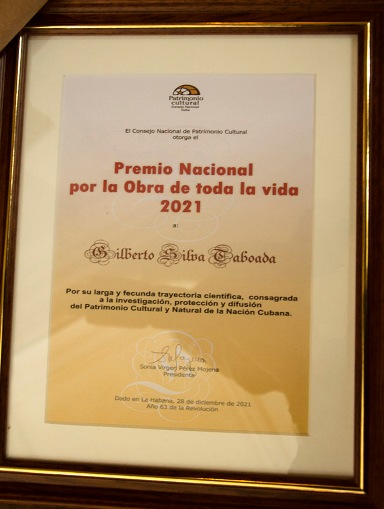 Patrimonio
cultural
Consejo Nacional
Cuba
El Consejo Nacional de Patrimonio Cultural
otorga el
Premio Nacional
por la Obra de toda la vida
2021
a:
Gilberto Silva Taboada
Por su larga y fecunda trayectoria científica, consagrada
a la investigación, protección y difusión
del Patrimonio Cultural y Natural de la Nación Cubana.
Sonia Virgen Pérez Mojena
Presidenta
Dado en La Habana, 28 de diciembre de 2021
Año 63 de la Revolución